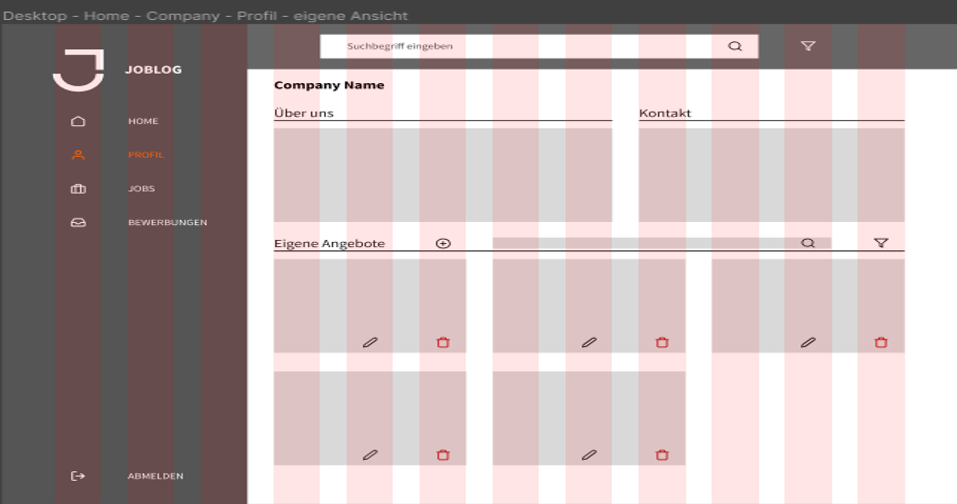 Desktop - Home - Company - Profil - eigene Ansicht
Suchbegriff eingeben
JOBLOG
Company Name
Über uns
Kontakt
HOME
PROFIL
JOBS
BEWERBUNGEN
Eigene Angebote
ABMELDEN